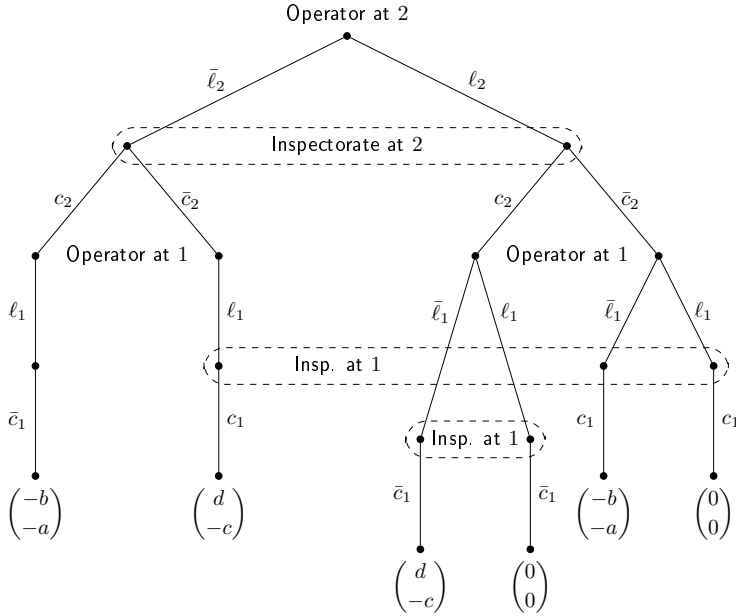 Operator at 2
ℓ̄₂ ℓ₂
Inspectorate at 2
c₂ c̄₂ c₂ c̄₂
Operator at 1 Operator at 1
ℓ₁ ℓ₁ ℓ̄₁ ℓ₁ ℓ̄₁ ℓ₁
Insp. at 1
c̄₁ c₁ c₁ c₁
Insp. at 1
c̄₁ c̄₁
(−b −a) (d −c) (−b −a) (0 0)
(d −c) (0 0)